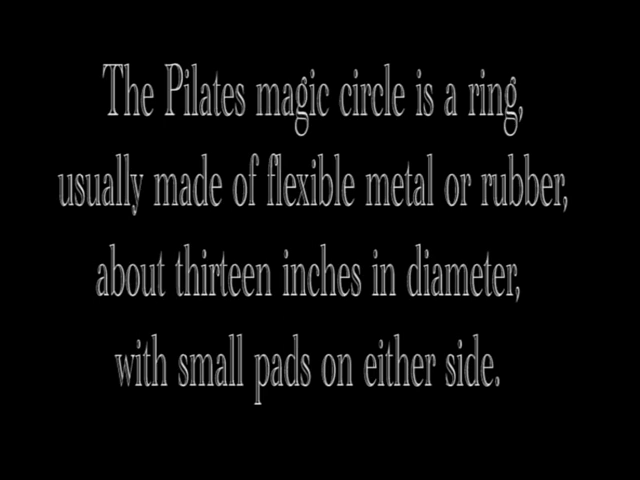 The Pilates magic circle is a ring,
usually made of flexible metal or rubber,
about thirteen inches in diameter,
with small pads on either side.